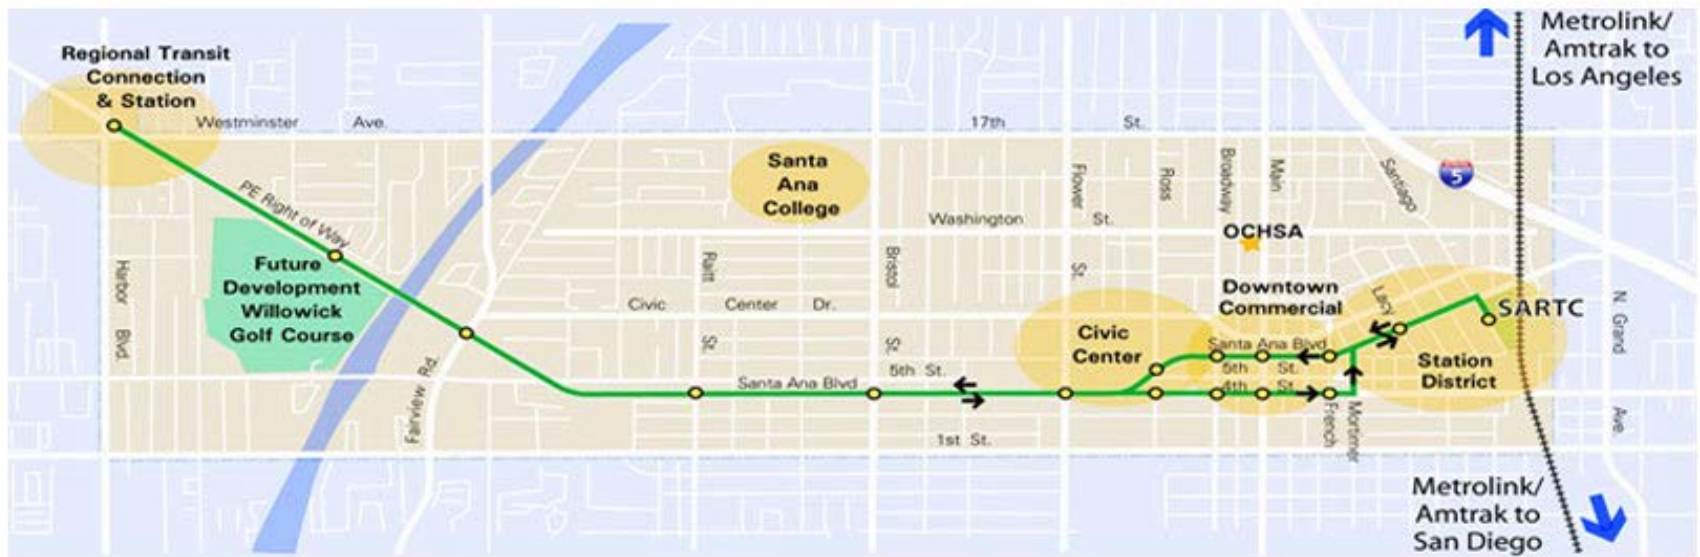 Regional Transit
Connection
& Station
Westminster Ave.
17th St.
Metrolink/
Amtrak to
Los Angeles
Santa
Ana
College
PE Right of Way
Future
Development
Willowick
Golf Course
Harbor Blvd.
Fairview Rd.
Raitt St.
Bristol St.
Washington St.
Civic Center Dr.
Flower St.
Ross
Broadway
Main
Santiago
INTERSTATE
5
OCHSA
Downtown
Commercial
Lacy
SARTC
N. Grand Ave.
Civic
Center
Santa Ana Blvd
5th St.
4th St.
Station
District
Santa Ana Blvd
5th St.
French
Mortimer
1st St.
Metrolink/
Amtrak to
San Diego